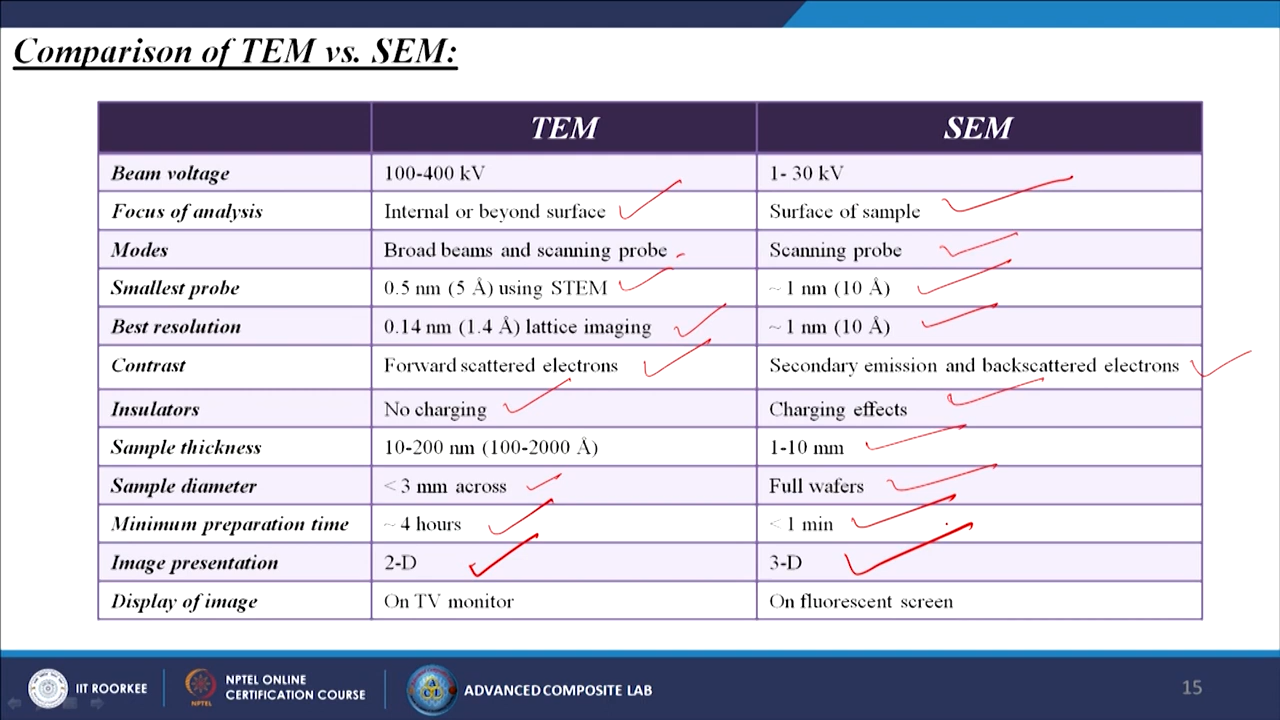 Comparison of TEM vs. SEM:
TEM SEM
Beam voltage 100-400 kV 1- 30 kV
Focus of analysis Internal or beyond surface Surface of sample
Modes Broad beams and scanning probe Scanning probe
Smallest probe 0.5 nm (5 Å) using STEM ~ 1 nm (10 Å)
Best resolution 0.14 nm (1.4 Å) lattice imaging ~ 1 nm (10 Å)
Contrast Forward scattered electrons Secondary emission and backscattered electrons
Insulators No charging Charging effects
Sample thickness 10-200 nm (100-2000 Å) 1-10 mm
Sample diameter < 3 mm across Full wafers
Minimum preparation time ~ 4 hours < 1 min
Image presentation 2-D 3-D
Display of image On TV monitor On fluorescent screen
IIT ROORKEE
NPTEL
NPTEL ONLINE
CERTIFICATION COURSE
ACL
ADVANCED COMPOSITE LAB
15